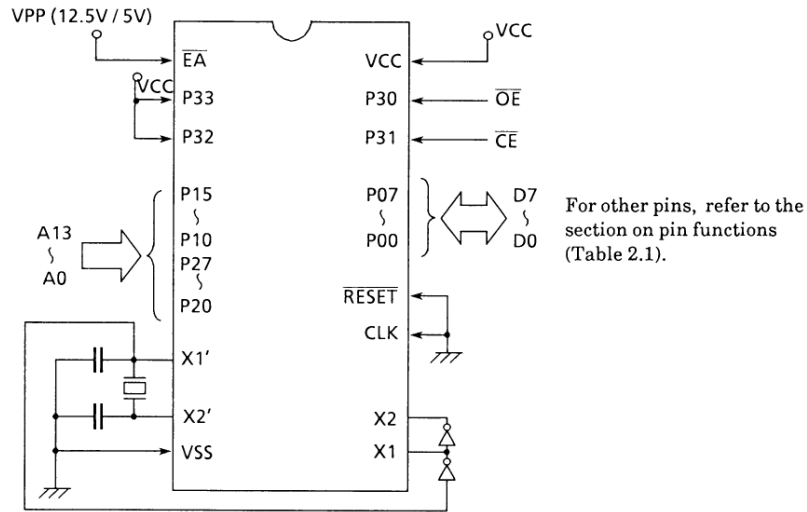 VPP (12.5V / 5V)
VCC
EA
VCC
VCC
P33
P30
OE
P32
P31
CE
P15
P07
D7
A13
P10
P00
D0
A0
P27
P20
For other pins, refer to the
section on pin functions
(Table 2.1).
RESET
CLK
X1'
X2'
X2
VSS
X1